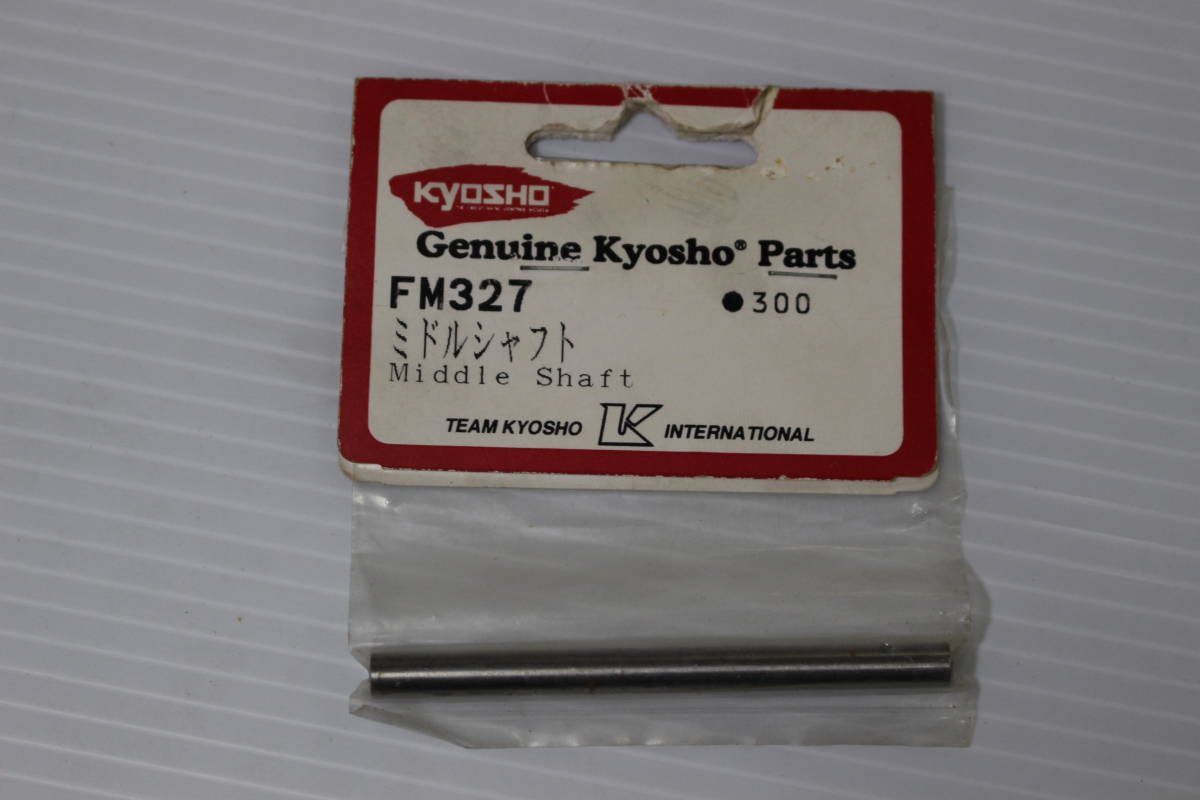 KYOSHO
Genuine Kyosho® Parts
FM327 ●300
ミドルシャフト
Middle Shaft
TEAM KYOSHO K INTERNATIONAL